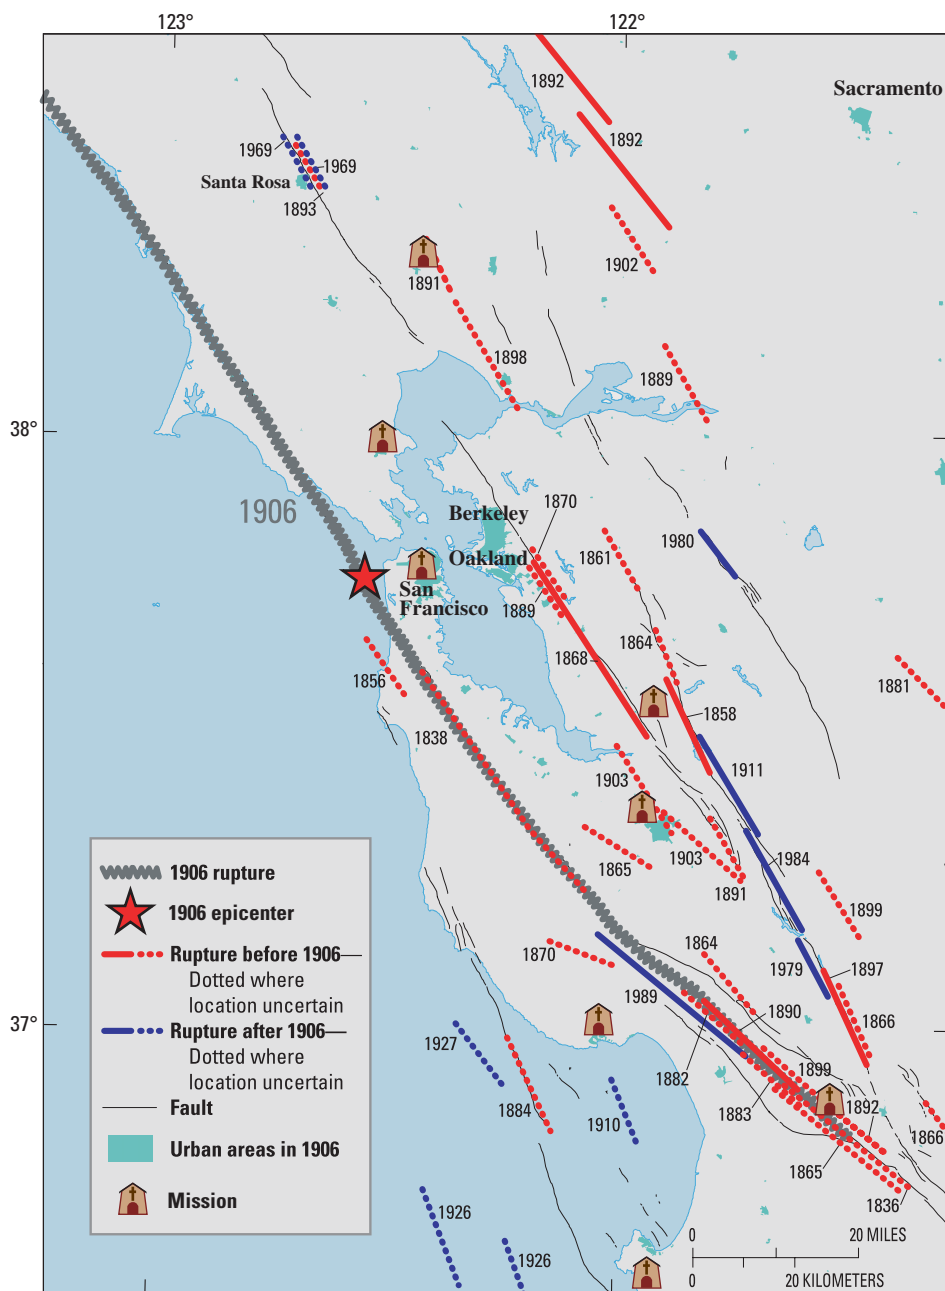 123°
122°
1892
Sacramento
1892
1969
1969
Santa Rosa
1893
1902
1891
1898
1889
38°
1906
Berkeley
1870
1980
Oakland
1861
San
Francisco
1889
1868
1864
1856
1881
1858
1838
1911
1903
1984
1903
1865
1891
1899
1870
1864
1979
1897
1989
1890
1866
37°
1927
1882
1899
1884
1910
1883
1892
1866
1865
1836
1926
1926
1906 rupture
1906 epicenter
Rupture before 1906—
Dotted where
location uncertain
Rupture after 1906—
Dotted where
location uncertain
Fault
Urban areas in 1906
Mission
0 20 MILES
0 20 KILOMETERS